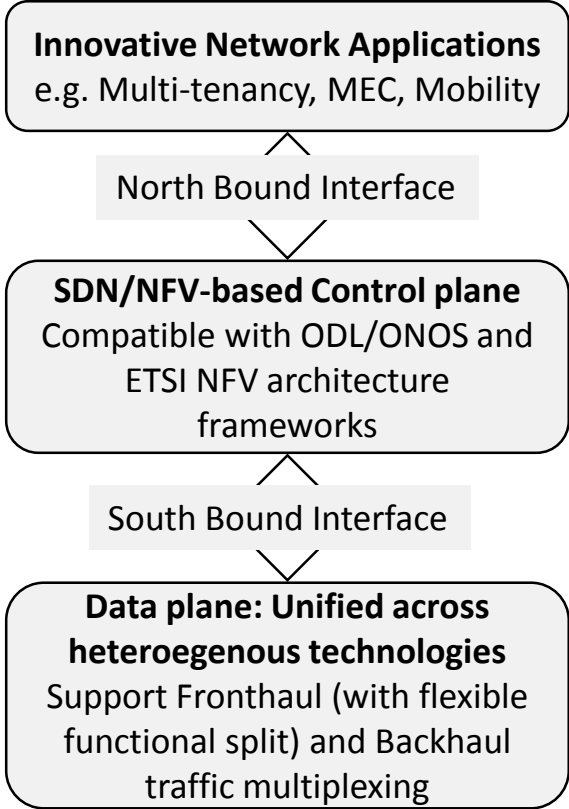 Innovative Network Applications
e.g. Multi-tenancy, MEC, Mobility
North Bound Interface
SDN/NFV-based Control plane
Compatible with ODL/ONOS and
ETSI NFV architecture
frameworks
South Bound Interface
Data plane: Unified across
heteroegenous technologies
Support Fronthaul (with flexible
functional split) and Backhaul
traffic multiplexing